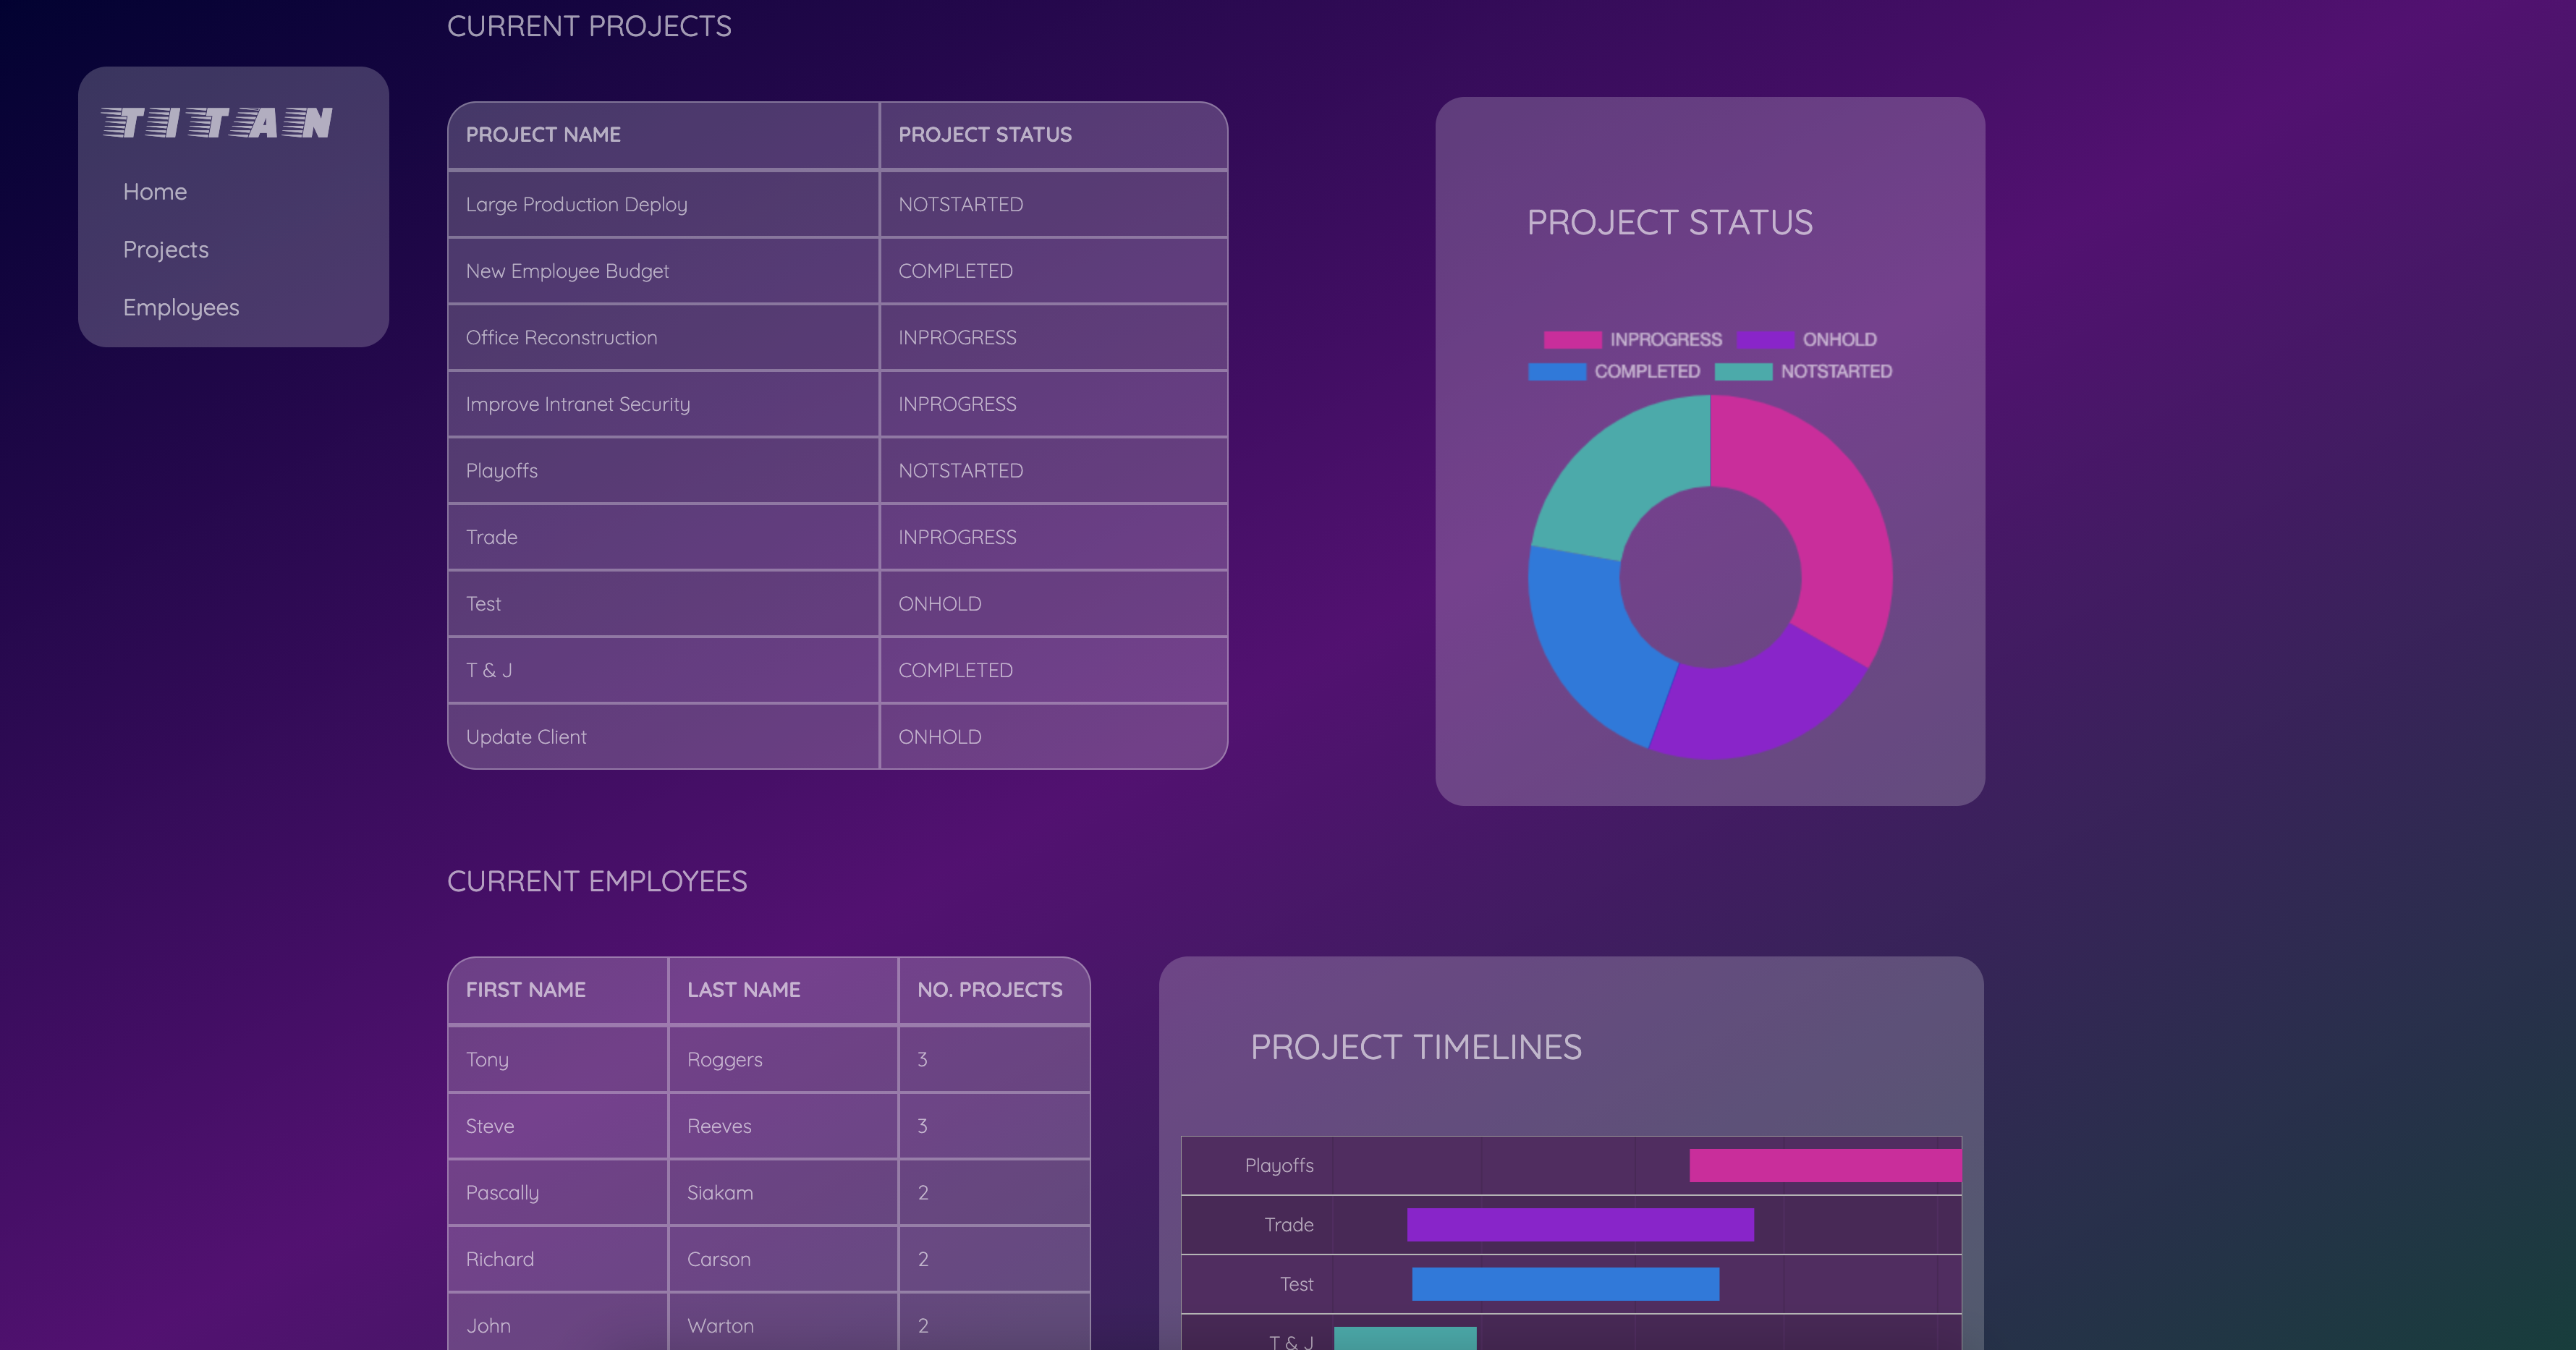 CURRENT PROJECTS
TITAN
Home
Projects
Employees
PROJECT NAME PROJECT STATUS
Large Production Deploy NOTSTARTED
New Employee Budget COMPLETED
Office Reconstruction INPROGRESS
Improve Intranet Security INPROGRESS
Playoffs NOTSTARTED
Trade INPROGRESS
Test ONHOLD
T & J COMPLETED
Update Client ONHOLD
PROJECT STATUS
INPROGRESS ONHOLD
COMPLETED NOTSTARTED
CURRENT EMPLOYEES
FIRST NAME LAST NAME NO. PROJECTS
Tony Roggers 3
Steve Reeves 3
Pascally Siakam 2
Richard Carson 2
John Warton 2
PROJECT TIMELINES
Playoffs
Trade
Test
T & J